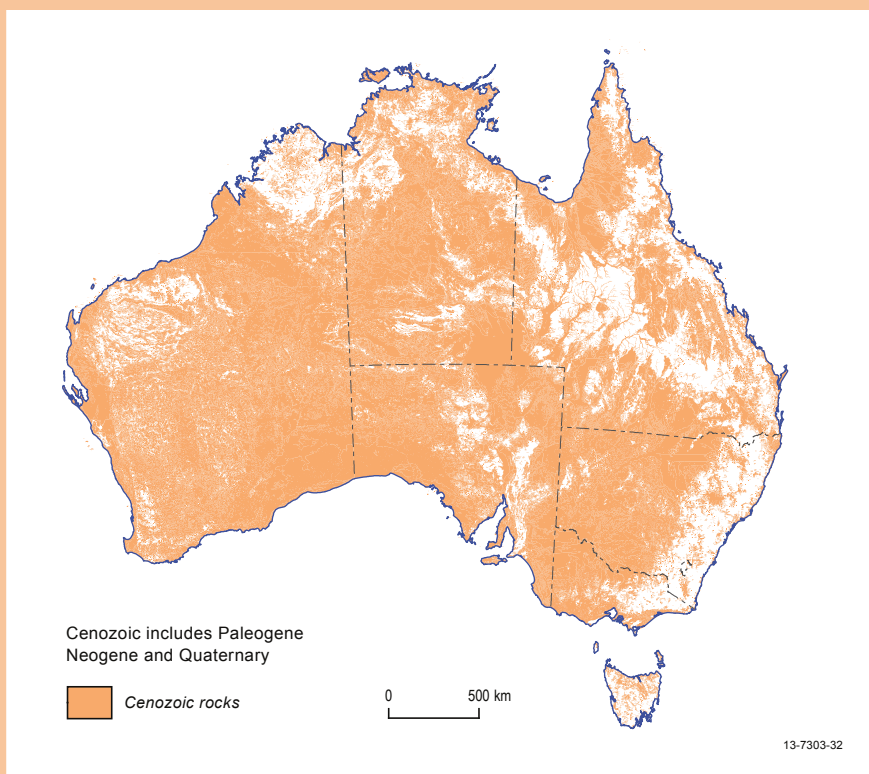 Cenozoic includes Paleogene
Neogene and Quaternary
Cenozoic rocks
0 500 km
13-7303-32